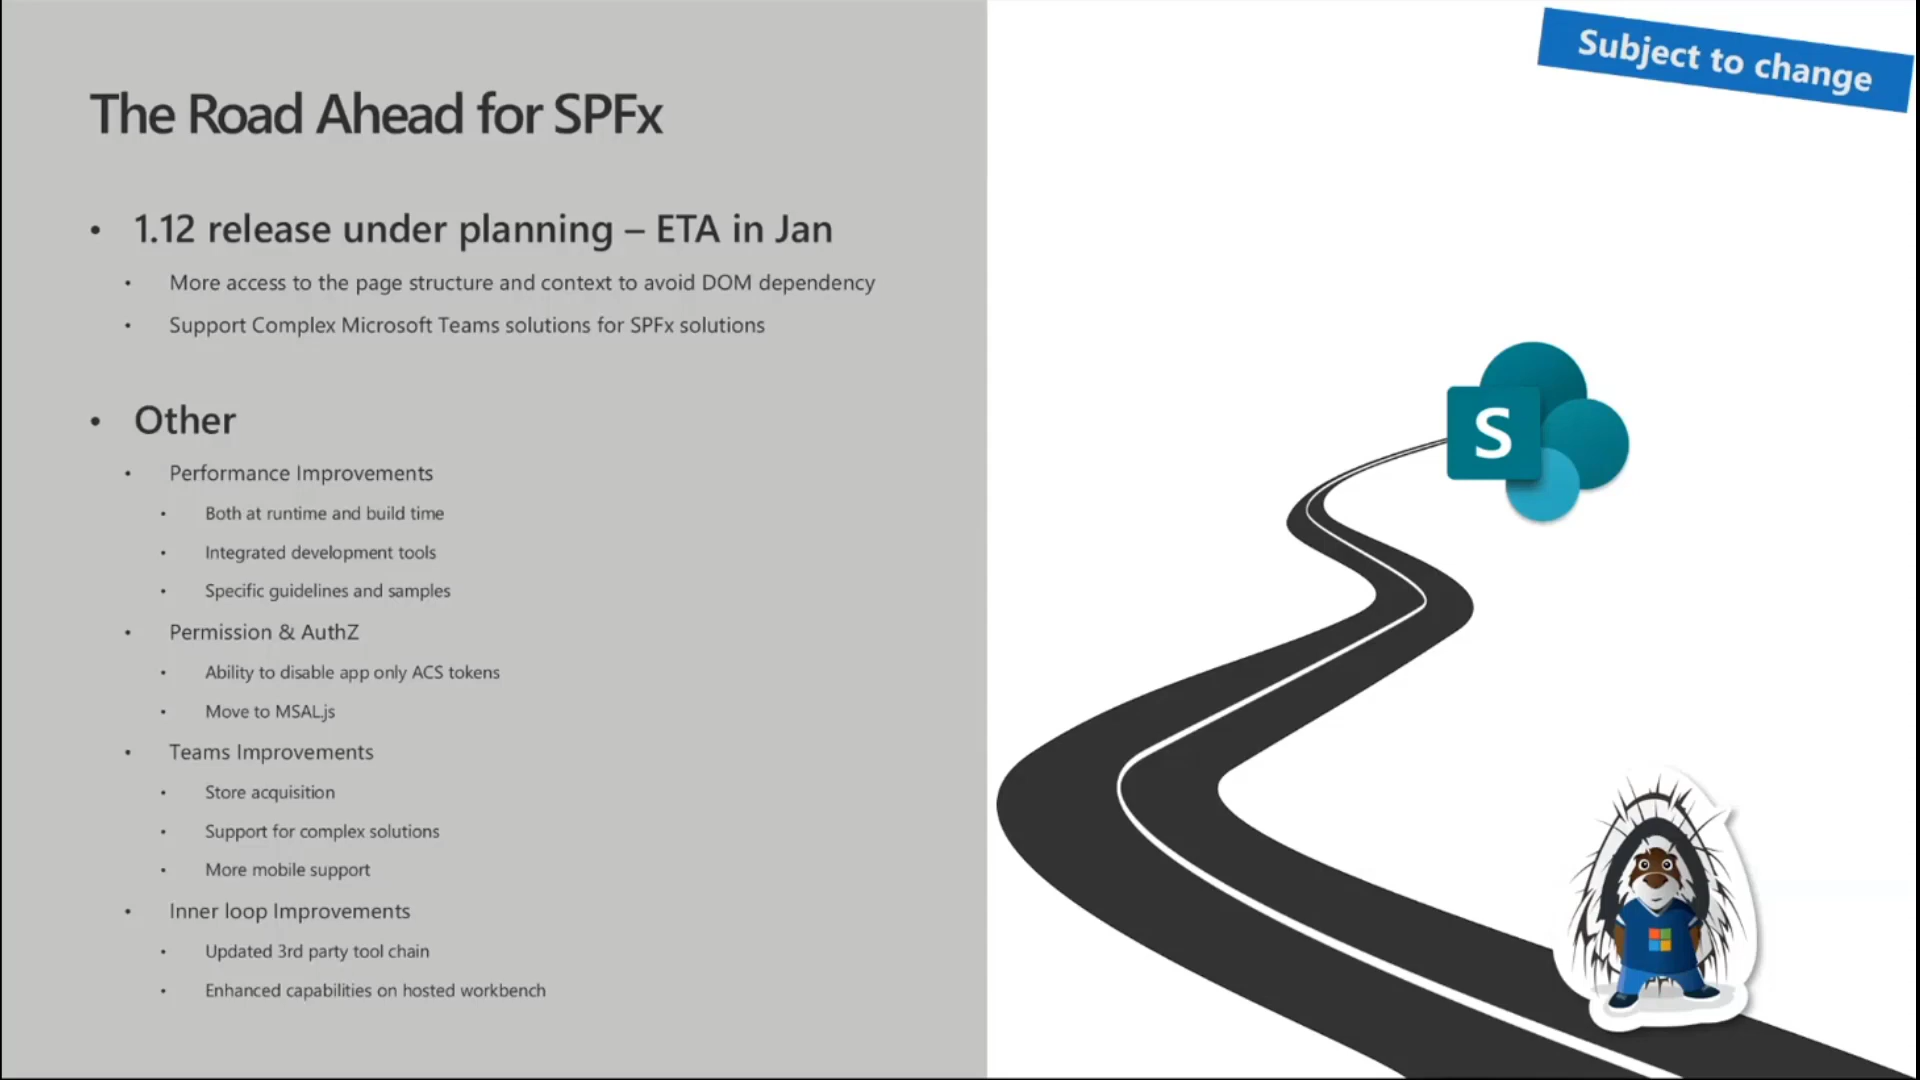 Subject to change
The Road Ahead for SPFx
• 1.12 release under planning – ETA in Jan
• More access to the page structure and context to avoid DOM dependency
• Support Complex Microsoft Teams solutions for SPFx solutions
• Other
• Performance Improvements
• Both at runtime and build time
• Integrated development tools
• Specific guidelines and samples
• Permission & AuthZ
• Ability to disable app only ACS tokens
• Move to MSAL.js
• Teams Improvements
• Store acquisition
• Support for complex solutions
• More mobile support
• Inner loop Improvements
• Updated 3rd party tool chain
• Enhanced capabilities on hosted workbench
S